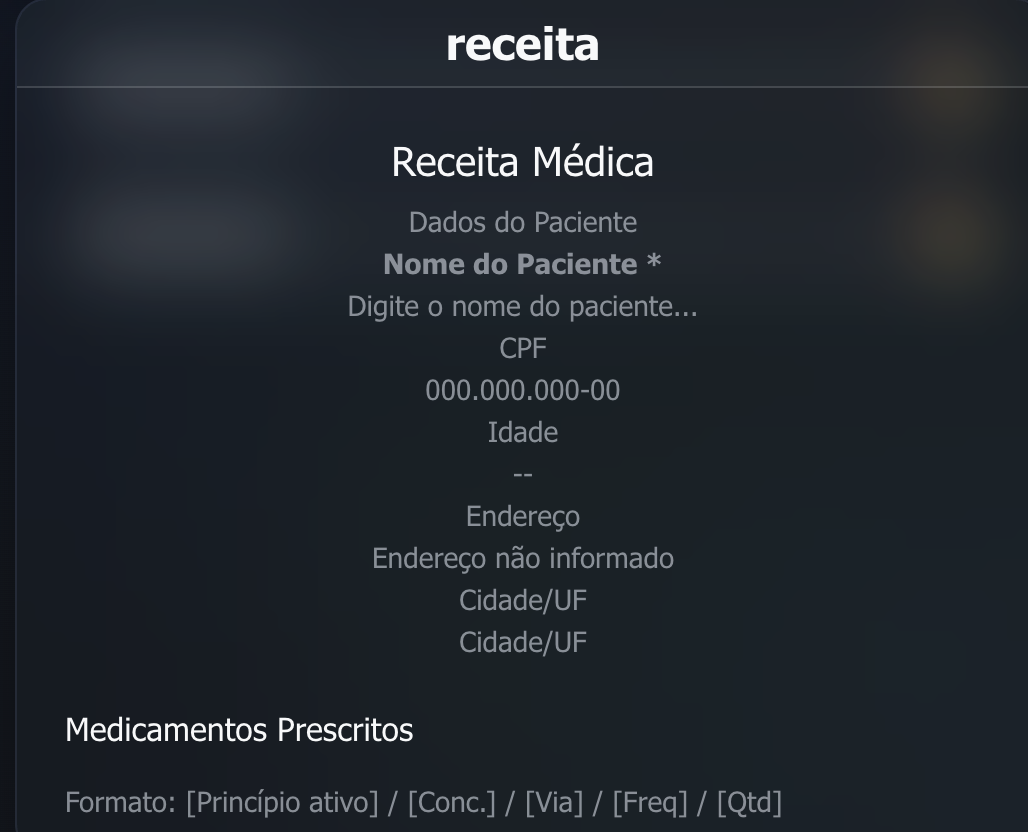 receita
Receita Médica
Dados do Paciente
Nome do Paciente *
Digite o nome do paciente...
CPF
000.000.000-00
Idade
--
Endereço
Endereço não informado
Cidade/UF
Cidade/UF
Medicamentos Prescritos
Formato: [Princípio ativo] / [Conc.] / [Via] / [Freq] / [Qtd]